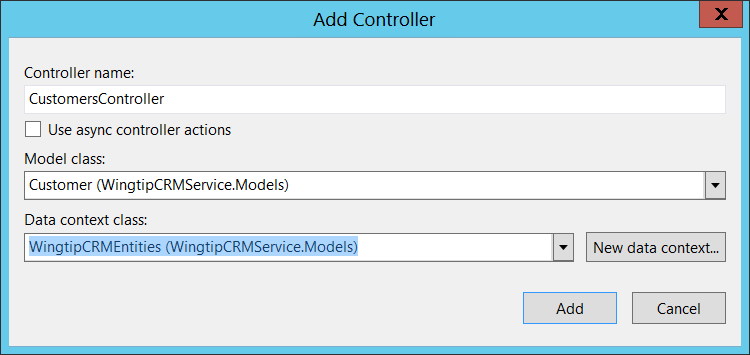 Add Controller
X
Controller name:
CustomersController
Use async controller actions
Model class:
Customer (WingtipCRMService.Models)
Data context class:
WingtipCRMEntities (WingtipCRMService.Models)
New data context...
Add
Cancel